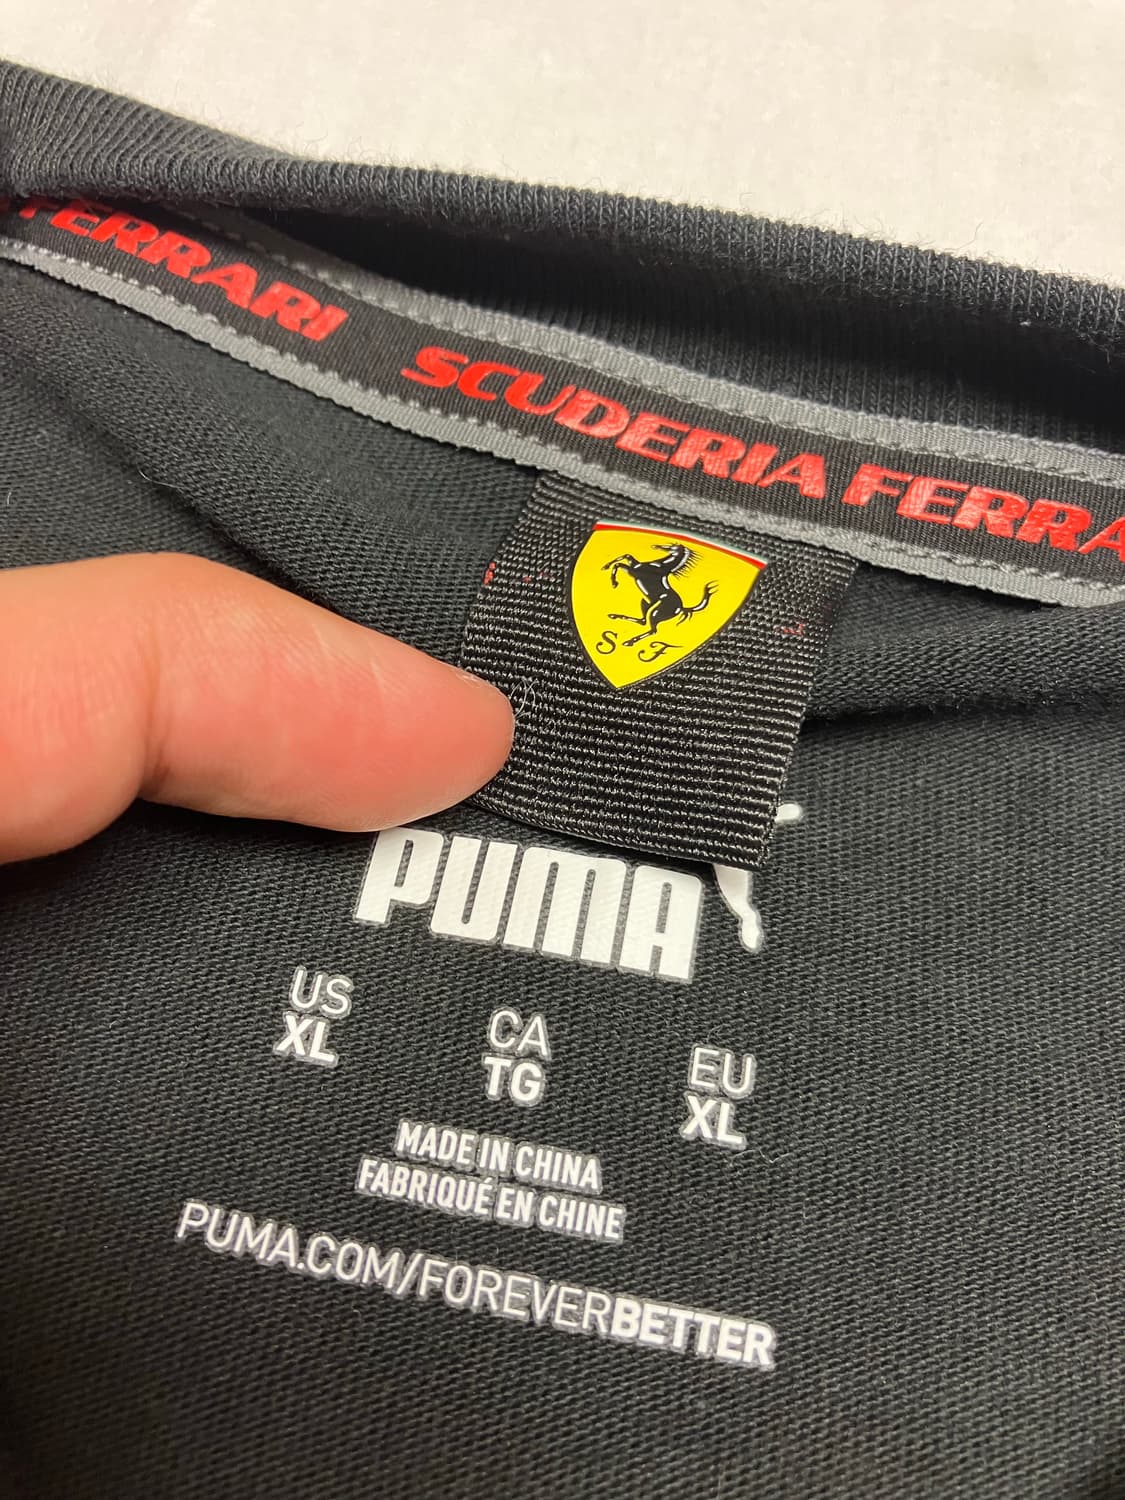 FERRARI SCUDERIA FERRA
S F
PUMA
US CA EU
XL TG XL
MADE IN CHINA
FABRIQUÉ EN CHINE
PUMA.COM/FOREVERBETTER